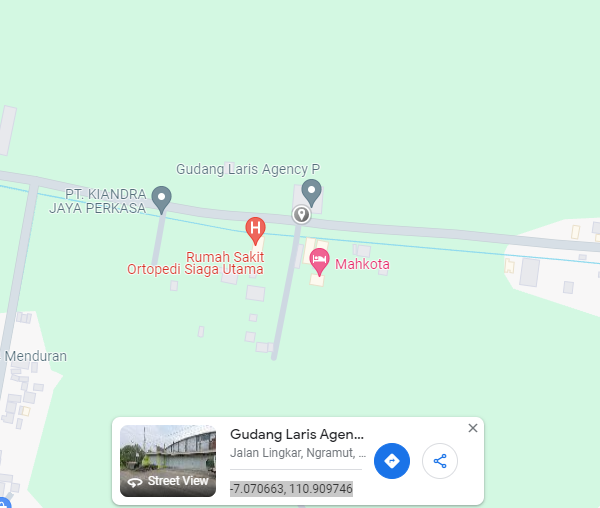 Gudang Laris Agency P
PT. KIANDRA
JAYA PERKASA
H
Rumah Sakit
Ortopedi Siaga Utama
Mahkota
Menduran
Gudang Laris Agen...
Jalan Lingkar, Ngramut, ...
Street View
-7.070663, 110.909746